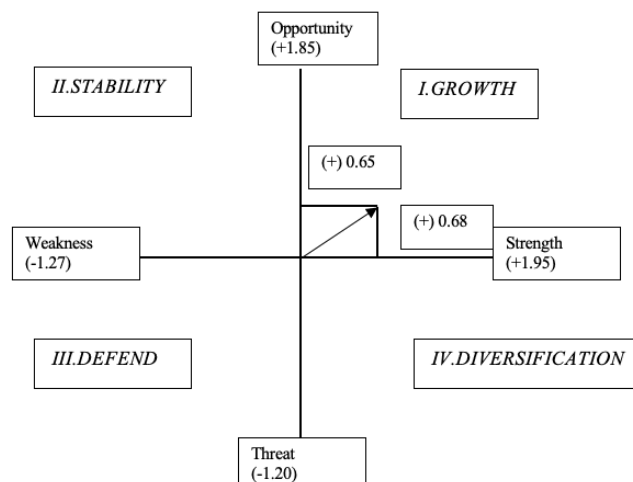 Opportunity
(+1.85)
II.STABILITY
I.GROWTH
(+) 0.65
(+) 0.68
Weakness
(-1.27)
Strength
(+1.95)
III.DEFEND
IV.DIVERSIFICATION
Threat
(-1.20)